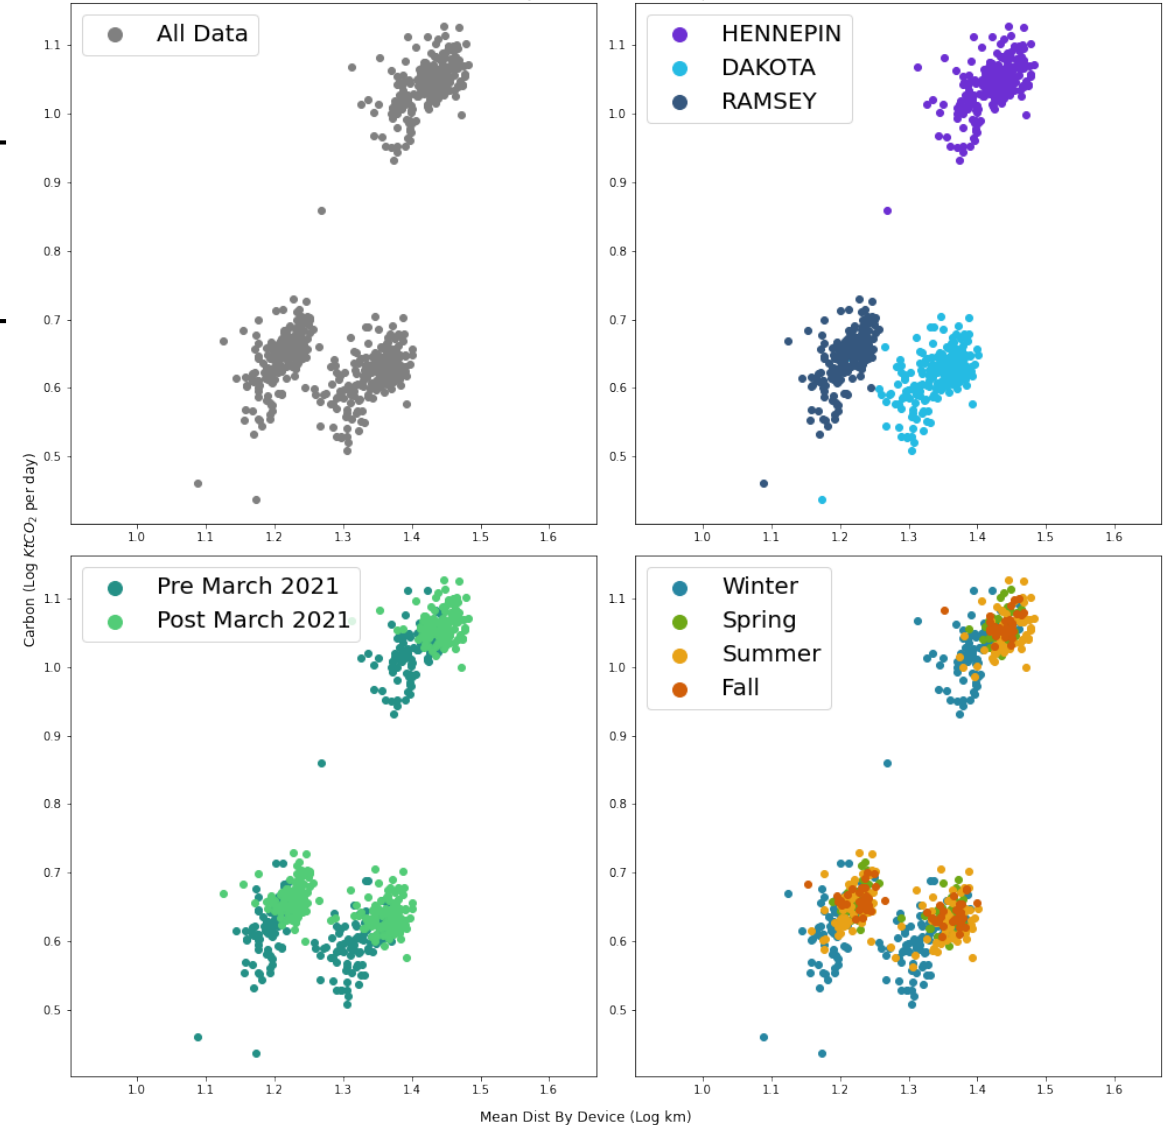 All Data
1.1
1.0
0.9
0.8
0.7
0.6
0.5
1.0 1.1 1.2 1.3 1.4 1.5 1.6
HENNEPIN
DAKOTA
RAMSEY
1.1
1.0
0.9
0.8
0.7
0.6
0.5
1.0 1.1 1.2 1.3 1.4 1.5 1.6
Carbon (Log KtCO₂ per day)
Pre March 2021
Post March 2021
1.1
1.0
0.9
0.8
0.7
0.6
0.5
1.0 1.1 1.2 1.3 1.4 1.5 1.6
Winter
Spring
Summer
Fall
1.1
1.0
0.9
0.8
0.7
0.6
0.5
1.0 1.1 1.2 1.3 1.4 1.5 1.6
Mean Dist By Device (Log km)